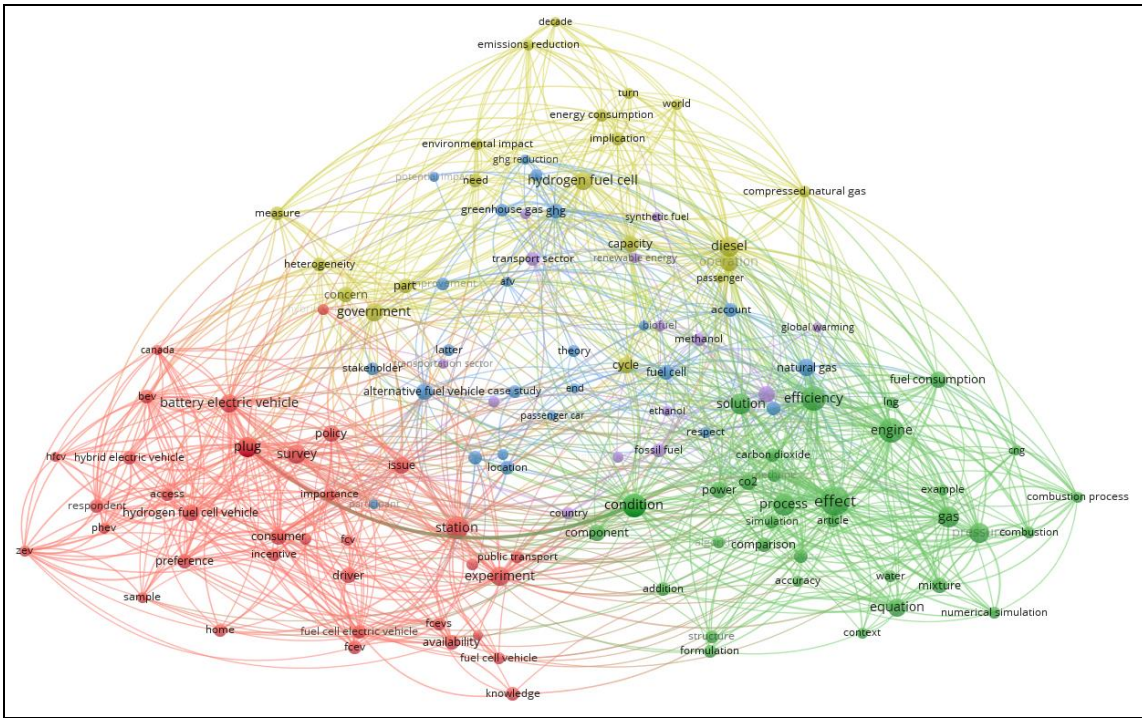 decade
emissions reduction
turn
world
energy consumption
implication
environmental impact
ghg reduction
need
hydrogen fuel cell
compressed natural gas
measure
greenhouse gas
ghg
synthetic fuel
transport sector
capacity
renewable energy
diesel
operation
heterogeneity
afv
passenger
part
improvement
concern
government
account
biofuel
global warming
methanol
canada
latter
theory
transportation sector
stakeholder
cycle
fuel cell
natural gas
fuel consumption
bev
battery electric vehicle
alternative fuel vehicle
case study
end
solution
efficiency
lng
passenger car
ethanol
policy
respect
engine
plug
survey
hfcv
hybrid electric vehicle
issue
location
fossil fuel
carbon dioxide
cng
access
importance
power
co2
example
combustion process
respondent
hydrogen fuel cell vehicle
participant
country
condition
process
effect
phev
station
simulation
article
gas
pressure
combustion
consumer
fcv
component
zev
incentive
public transport
comparison
preference
driver
experiment
addition
accuracy
water
mixture
sample
equation
numerical simulation
home
fuel cell electric vehicle
fcevs
availability
structure
context
fcev
fuel cell vehicle
formulation
knowledge